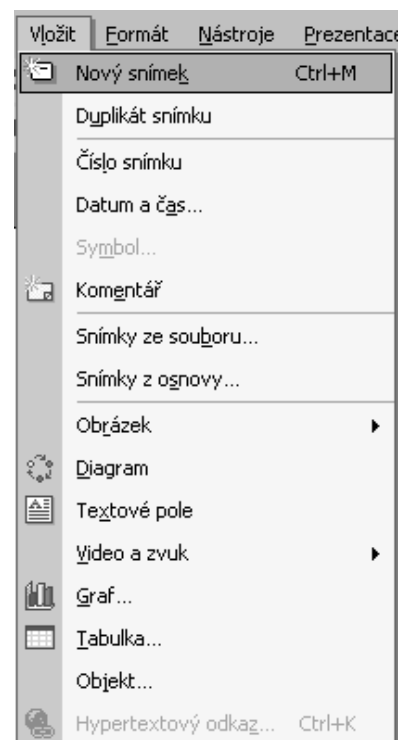 Vložit Formát Nástroje Prezentace
Nový snímek Ctrl+M
Duplikát snímku
Číslo snímku
Datum a čas...
Symbol...
Komentář
Snímky ze souboru...
Snímky z osnovy...
Obrázek
Diagram
Textové pole
Video a zvuk
Graf...
Tabulka...
Objekt...
Hypertextový odkaz... Ctrl+K